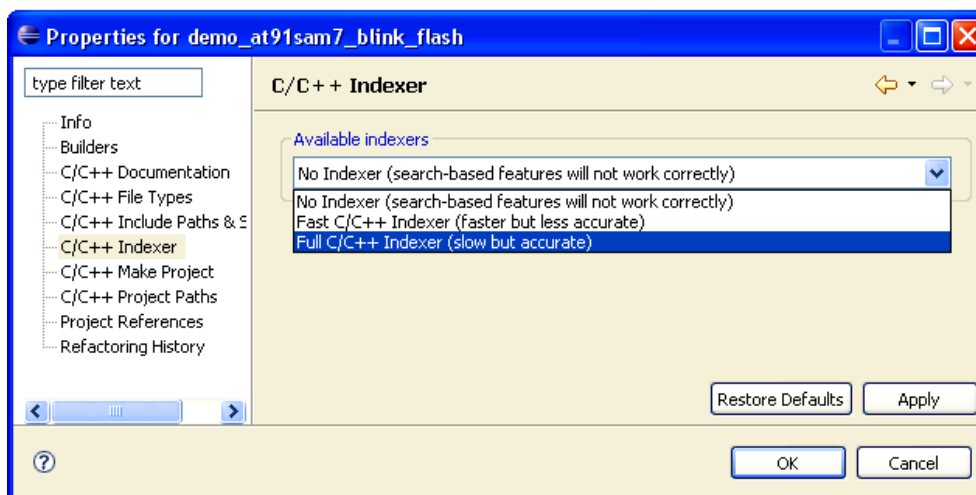 Properties for demo_at91sam7_blink_flash
type filter text
C/C++ Indexer
Info
Builders
C/C++ Documentation
C/C++ File Types
C/C++ Include Paths & S
C/C++ Indexer
C/C++ Make Project
C/C++ Project Paths
Project References
Refactoring History
Available indexers
No Indexer (search-based features will not work correctly)
No Indexer (search-based features will not work correctly)
Fast C/C++ Indexer (faster but less accurate)
Full C/C++ Indexer (slow but accurate)
Restore Defaults
Apply
OK
Cancel